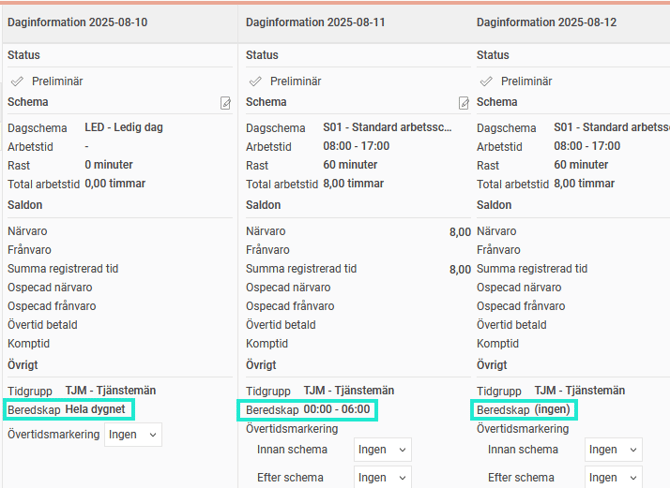 Daginformation 2025-08-10
Status
Preliminär
Schema
Dagschema LED - Ledig dag
Arbetstid -
Rast 0 minuter
Total arbetstid 0,00 timmar
Saldon
Närvaro
Frånvaro
Summa registrerad tid
Ospecad närvaro
Ospecad frånvaro
Övertid betald
Komptid
Övrigt
Tidgrupp TJM - Tjänstemän
Beredskap Hela dygnet
Övertidsmarkering Ingen
Daginformation 2025-08-11
Status
Preliminär
Schema
Dagschema S01 - Standard arbetssc...
Arbetstid 08:00 - 17:00
Rast 60 minuter
Total arbetstid 8,00 timmar
Saldon
Närvaro 8,00
Frånvaro
Summa registrerad tid 8,00
Ospecad närvaro
Ospecad frånvaro
Övertid betald
Komptid
Övrigt
Tidgrupp TJM - Tjänstemän
Beredskap 00:00 - 06:00
Övertidsmarkering
Innan schema Ingen
Efter schema Ingen
Daginformation 2025-08-12
Status
Preliminär
Schema
Dagschema S01 - Standard arbetss
Arbetstid 08:00 - 17:00
Rast 60 minuter
Total arbetstid 8,00 timmar
Saldon
Närvaro
Frånvaro
Summa registrerad tid
Ospecad närvaro
Ospecad frånvaro
Övertid betald
Komptid
Övrigt
Tidgrupp TJM - Tjänstemän
Beredskap (ingen)
Övertidsmarkering
Innan schema Ingen
Efter schema Ingen